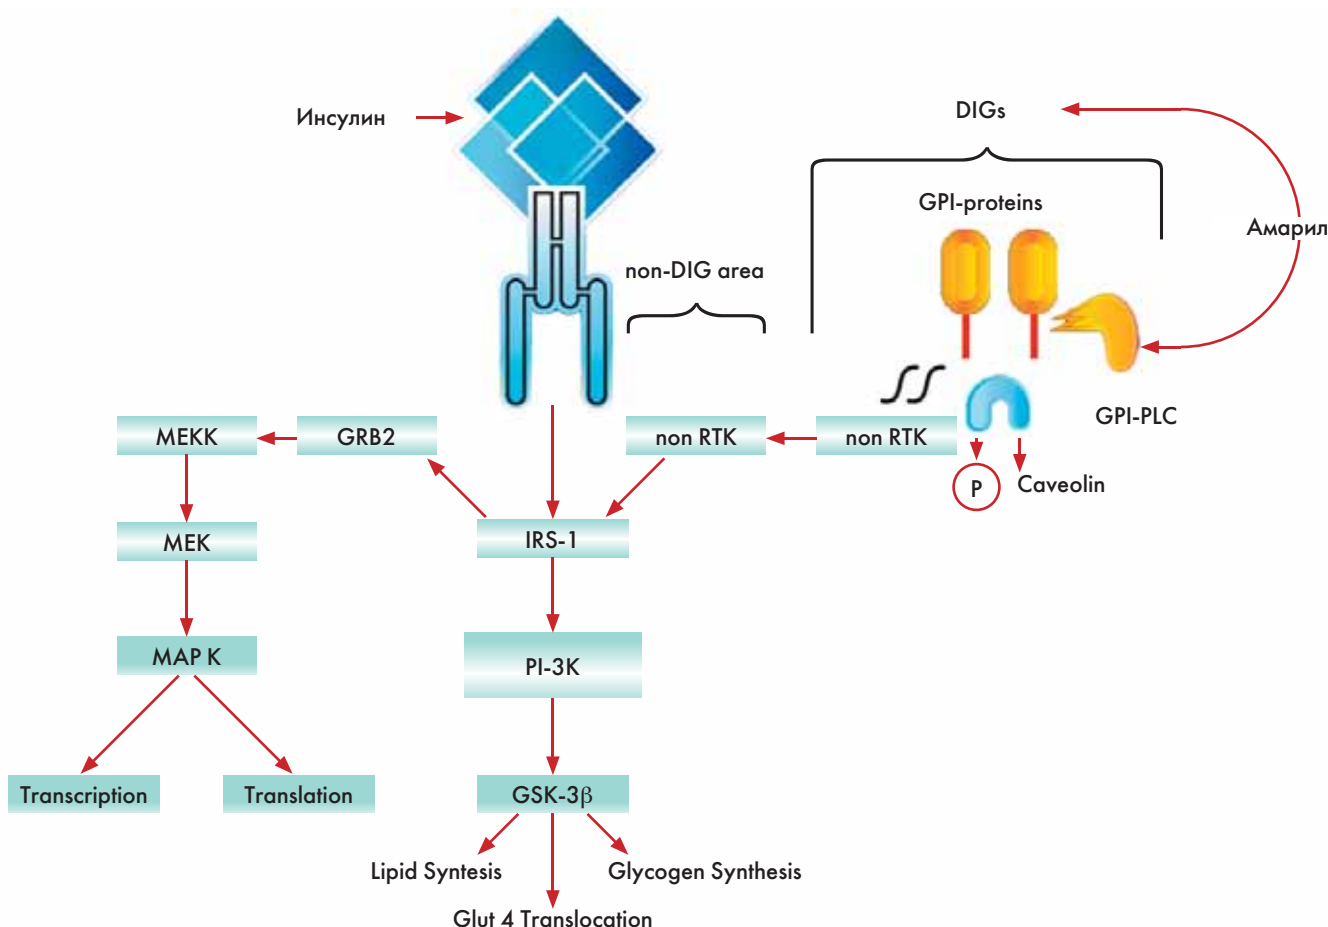 Инсулин
DIGs
GPI-proteins
Амарил
non-DIG area
GPI-PLC
MEKK
GRB2
non RTK
non RTK
P
Caveolin
MEK
IRS-1
MAP K
PI-3K
Transcription
Translation
GSK-3β
Lipid Syntesis
Glycogen Synthesis
Glut 4 Translocation